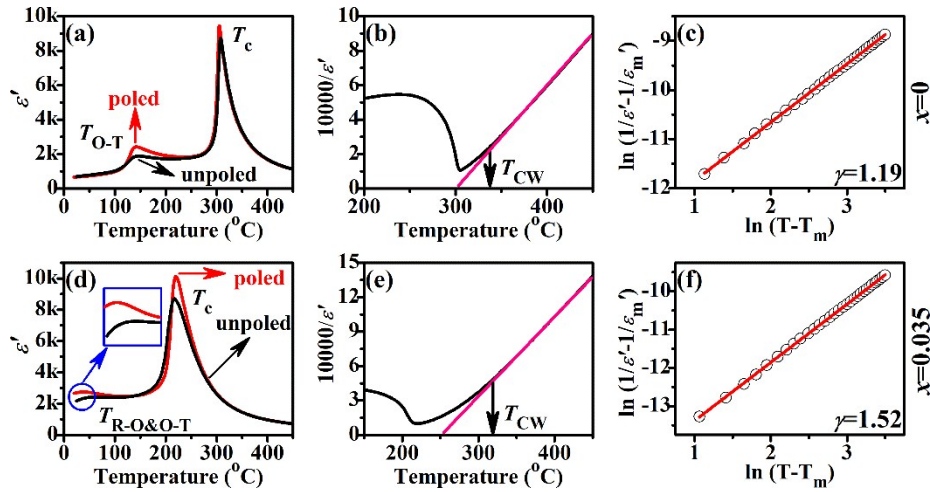 (a)
10k
8k
6k
4k
2k
0
ε′
T_c
poled
T_O-T
unpoled
0 100 200 300 400
Temperature (°C)
(b)
10
8
6
4
2
0
10000/ε′
T_CW
200 300 400
Temperature (°C)
(c)
-9
-10
-11
-12
ln (1/ε′-1/ε_m′)
γ=1.19
1 2 3
ln (T-T_m)
x=0
(d)
10k
8k
6k
4k
2k
0
ε′
poled
T_c
unpoled
T_R-O&O-T
0 100 200 300 400
Temperature (°C)
(e)
15
12
9
6
3
0
10000/ε′
T_CW
200 300 400
Temperature (°C)
(f)
-10
-11
-12
-13
ln (1/ε′-1/ε_m′)
γ=1.52
1 2 3
ln (T-T_m)
x=0.035